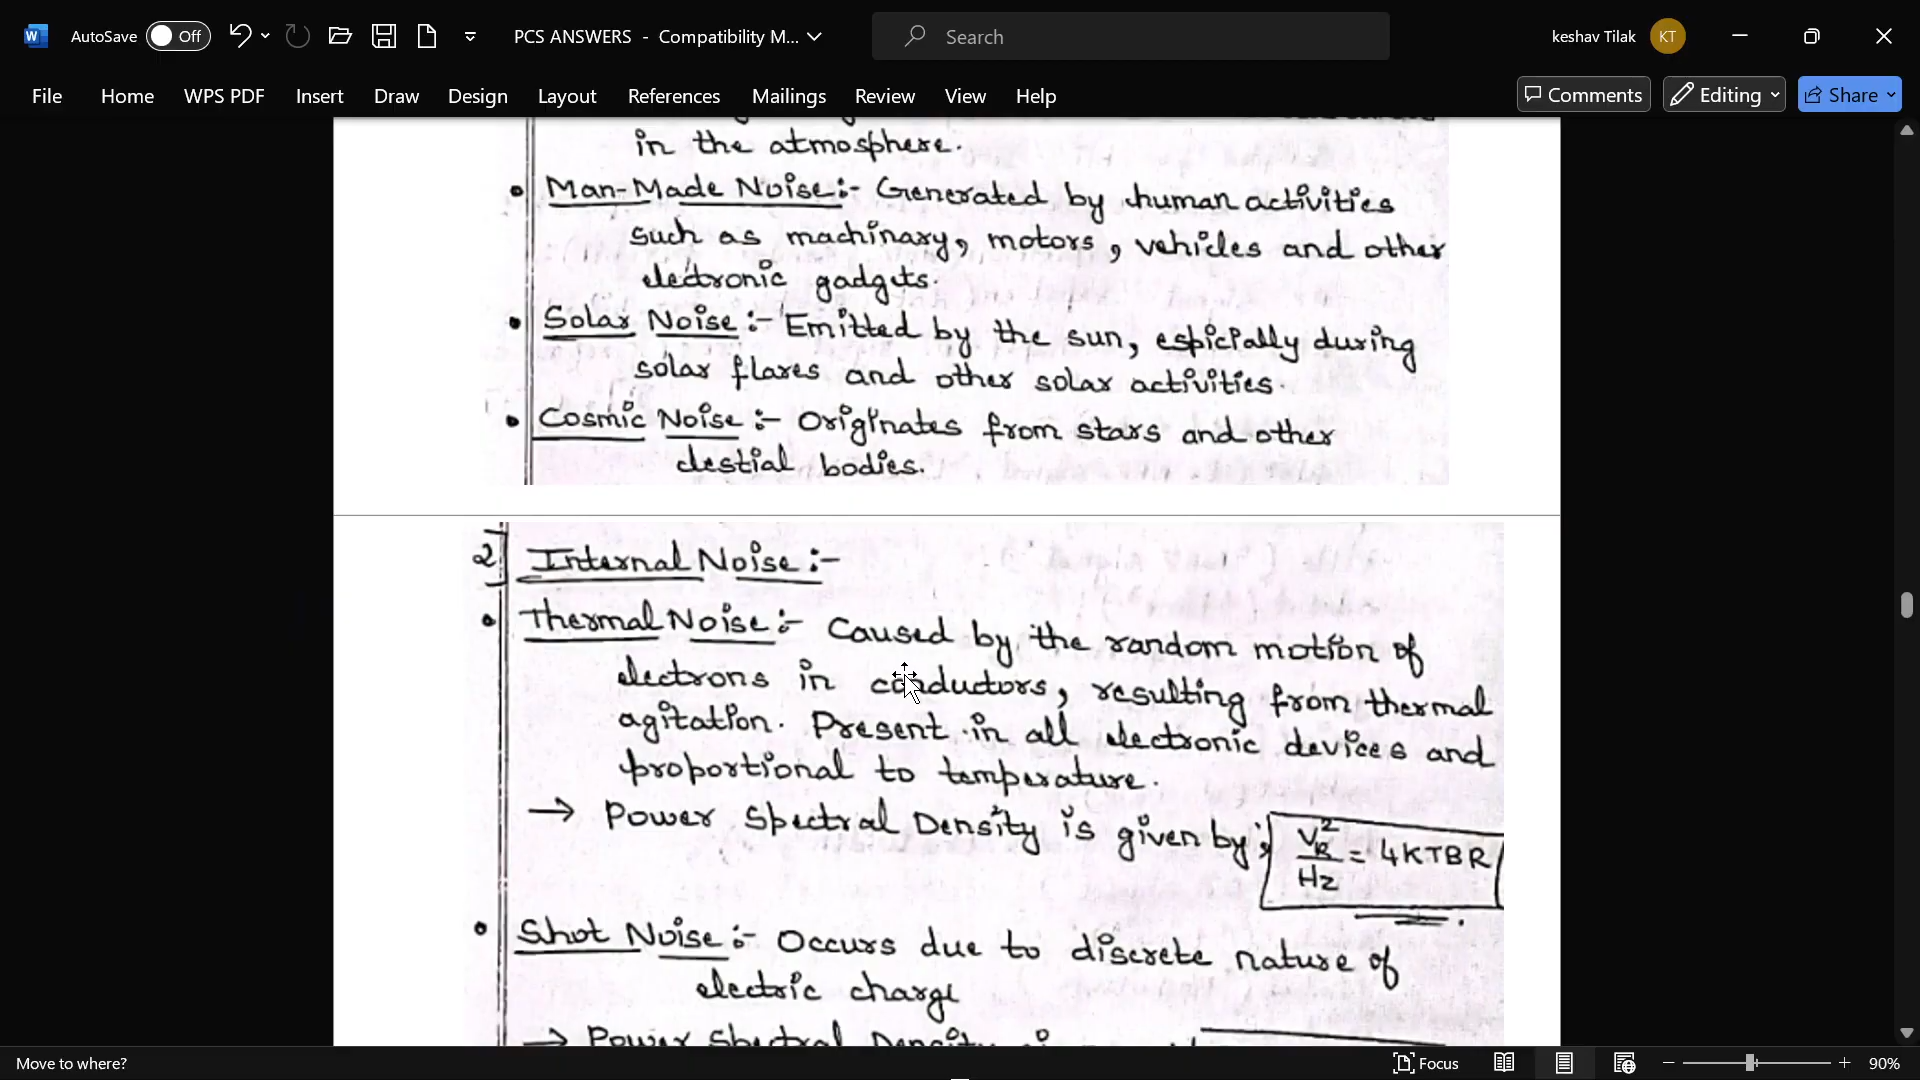 AutoSave Off PCS ANSWERS - Compatibility M... Search keshav Tilak KT
File Home WPS PDF Insert Draw Design Layout References Mailings Review View Help Comments Editing Share
in the atmosphere.
• Man-Made Noise:- Generated by human activities
such as machinary, motors, vehicles and other
electronic gadgets.
• Solar Noise:- Emitted by the sun, espicially during
solar flares and other solar activities.
• Cosmic Noise:- Originates from stars and other
clestial bodies.
2] Internal Noise:-
• Thermal Noise:- Caused by the random motion of
electrons in conductors, resulting from thermal
agitation. Present in all electronic devices and
proportional to temperature.
→ Power Spectral Density is given by; V_R²/Hz = 4KTBR
• Shot Noise:- Occurs due to discrete nature of
electric charge
→ Power Spectral Density
Move to where? Focus 90%